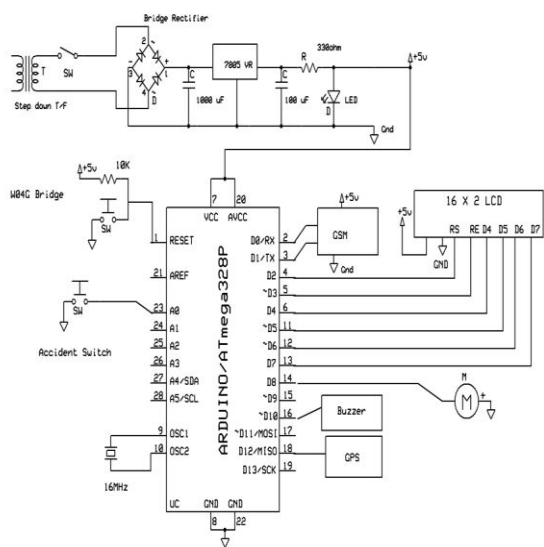 Bridge Rectifier
2
1
3
4
D
T
SW
Step down T/F
C
1000 uF
7805 VR
C
100 uF
R
330ohm
LED
D
+5v
Gnd
+5v
10K
W04G Bridge
SW
SW
Accident Switch
16MHz
7 20
VCC AVCC
ARDUINO/ATmega328P
1 RESET
21 AREF
23 A0
24 A1
25 A2
26 A3
27 A4/SDA
28 A5/SCL
9 OSC1
10 OSC2
UC
GND GND
8 22
D0/RX 2
D1/TX 3
D2 4
~D3 5
D4 6
~D5 11
~D6 12
D7 13
D8 14
~D9 15
~D10 16
~D11/MOSI 17
D12/MISO 18
D13/SCK 19
+5v
GSM
Gnd
16 X 2 LCD
+5v
RS RE D4 D5 D6 D7
GND
M
M
+
Buzzer
GPS